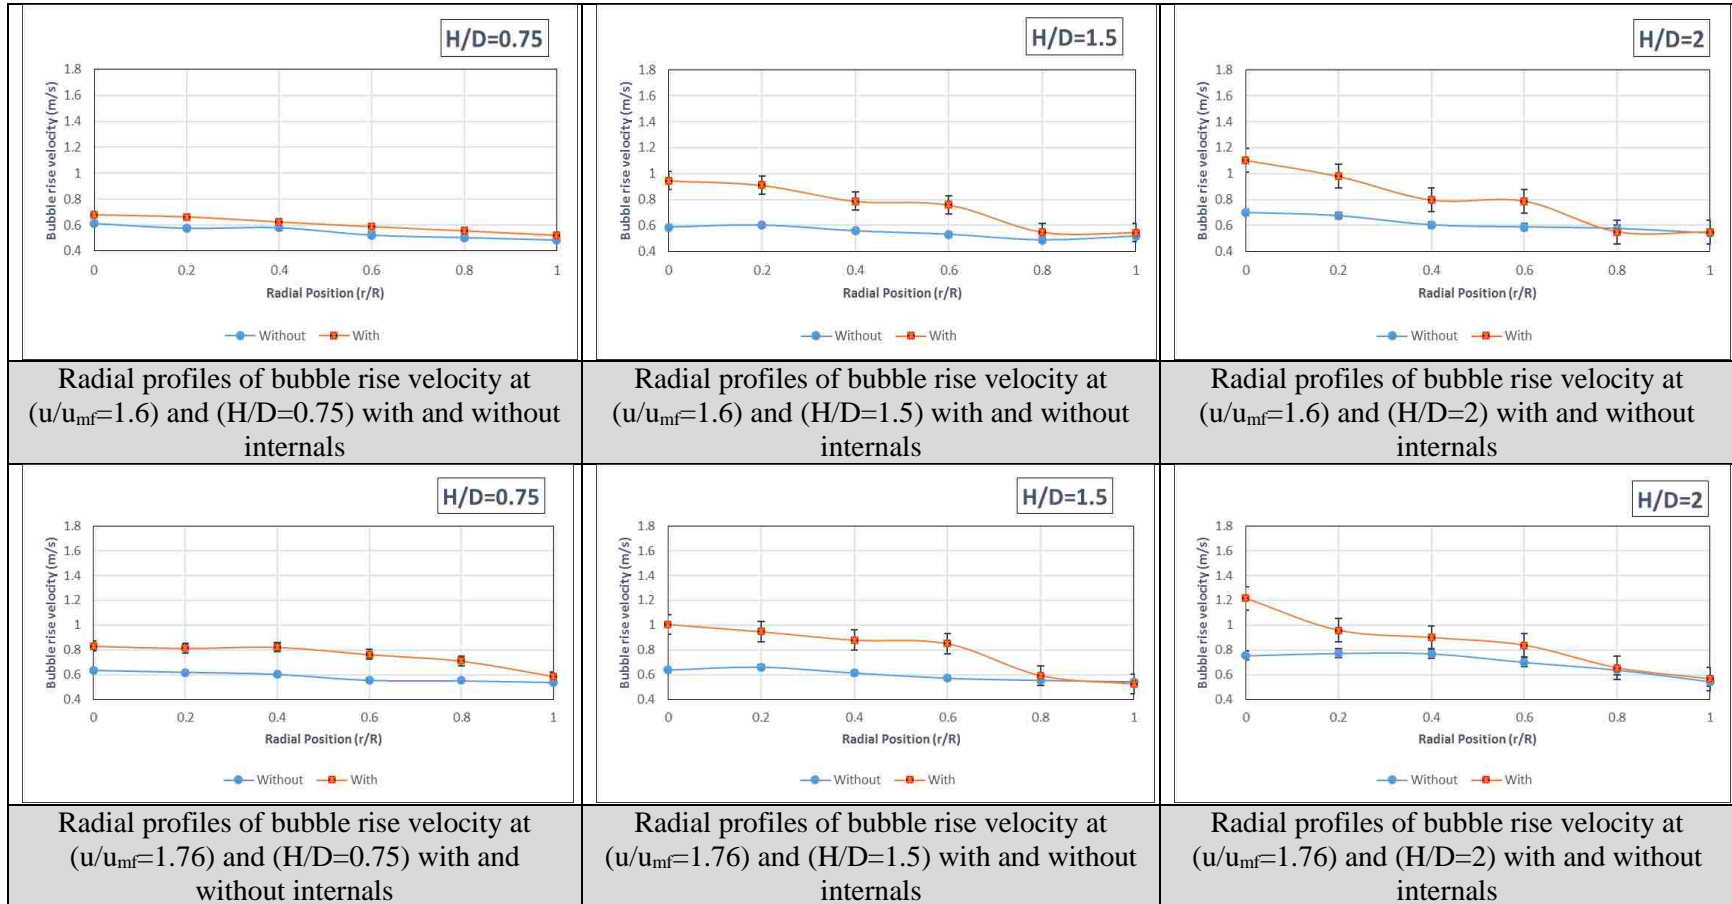 H/D=0.75
Bubble rise velocity (m/s)
1.8
1.6
1.4
1.2
1
0.8
0.6
0.4
0 0.2 0.4 0.6 0.8 1
Radial Position (r/R)
Without With
H/D=1.5
Bubble rise velocity (m/s)
1.8
1.6
1.4
1.2
1
0.8
0.6
0.4
0 0.2 0.4 0.6 0.8 1
Radial Position (r/R)
Without With
H/D=2
Bubble rise velocity (m/s)
1.8
1.6
1.4
1.2
1
0.8
0.6
0.4
0 0.2 0.4 0.6 0.8 1
Radial Position (r/R)
Without With
Radial profiles of bubble rise velocity at
(u/umf=1.6) and (H/D=0.75) with and without
internals
Radial profiles of bubble rise velocity at
(u/umf=1.6) and (H/D=1.5) with and without
internals
Radial profiles of bubble rise velocity at
(u/umf=1.6) and (H/D=2) with and without
internals
H/D=0.75
Bubble rise velocity (m/s)
1.8
1.6
1.4
1.2
1
0.8
0.6
0.4
0 0.2 0.4 0.6 0.8 1
Radial Position (r/R)
Without With
H/D=1.5
Bubble rise velocity (m/s)
1.8
1.6
1.4
1.2
1
0.8
0.6
0.4
0 0.2 0.4 0.6 0.8 1
Radial Position (r/R)
Without With
H/D=2
Bubble rise velocity (m/s)
1.8
1.6
1.4
1.2
1
0.8
0.6
0.4
0 0.2 0.4 0.6 0.8 1
Radial Position (r/R)
Without With
Radial profiles of bubble rise velocity at
(u/umf=1.76) and (H/D=0.75) with and
without internals
Radial profiles of bubble rise velocity at
(u/umf=1.76) and (H/D=1.5) with and without
internals
Radial profiles of bubble rise velocity at
(u/umf=1.76) and (H/D=2) with and without
internals